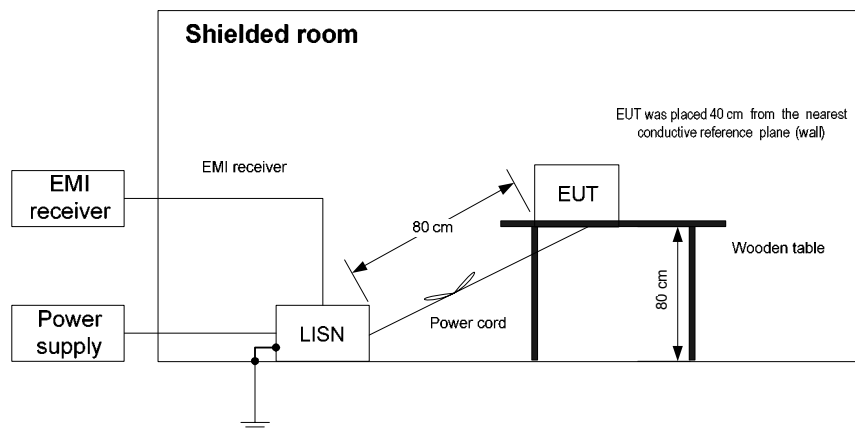 Shielded room
EUT was placed 40 cm from the nearest
conductive reference plane (wall)
EMI receiver
EMI
receiver
EUT
80 cm
Wooden table
80 cm
Power
supply
LISN
Power cord